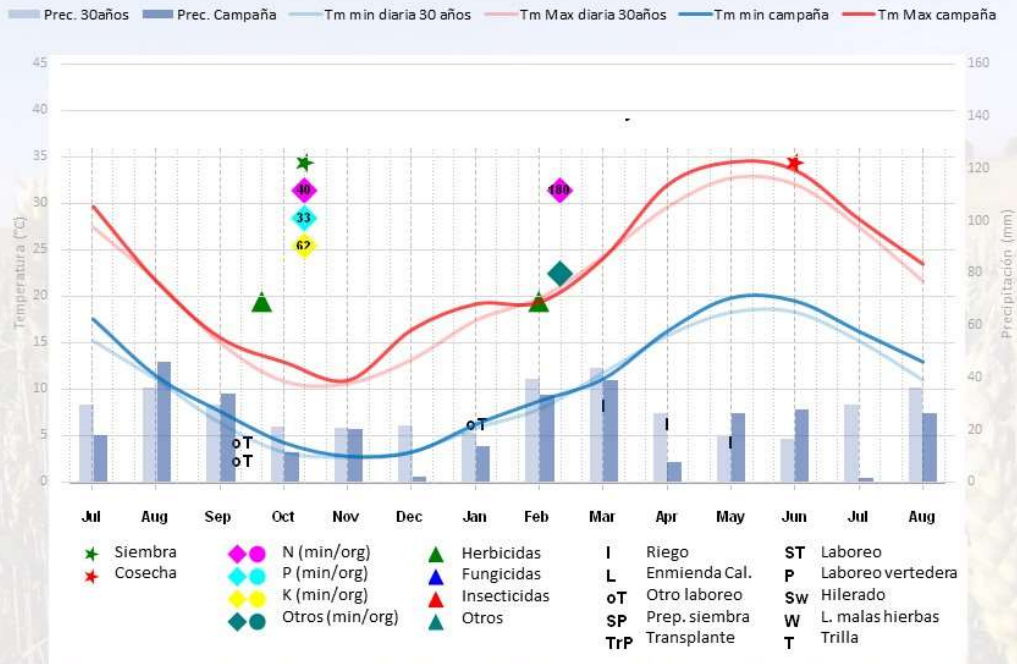 Prec. 30años Prec. Campaña Tm min diaria 30 años Tm Max diaria 30años Tm min campaña Tm Max campaña
45 160
40 140
35 120
40 180
30
33 100
25 62
80
20
60
15
40
10
I
oT I
oT I
5 20
oT
0 0
Temperatura (°C)
Precipitación (mm)
Jul Aug Sep Oct Nov Dec Jan Feb Mar Apr May Jun Jul Aug
Siembra N (min/org) Herbicidas I Riego ST Laboreo
Cosecha P (min/org) Fungicidas L Enmienda Cal. P Laboreo vertedera
K (min/org) Insecticidas oT Otro laboreo Sw Hilerado
Otros (min/org) Otros SP Prep. siembra W L. malas hierbas
TrP Transplante T Trilla